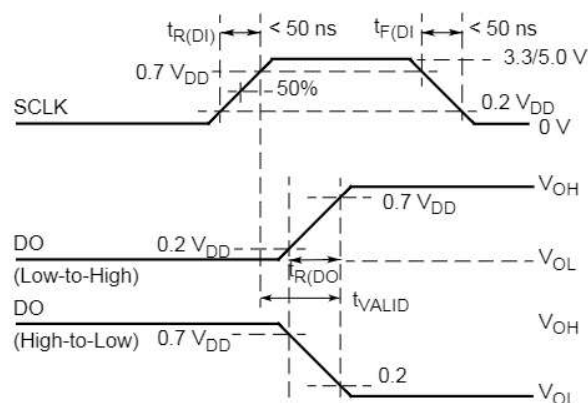 tR(DI) < 50 ns tF(DI < 50 ns
3.3/5.0 V
0.7 VDD
50%
0.2 VDD
SCLK
0 V
VOH
0.7 VDD
0.2 VDD
DO
(Low-to-High)
tR(DO
VOL
tVALID
DO
(High-to-Low)
VOH
0.7 VDD
0.2
VOL